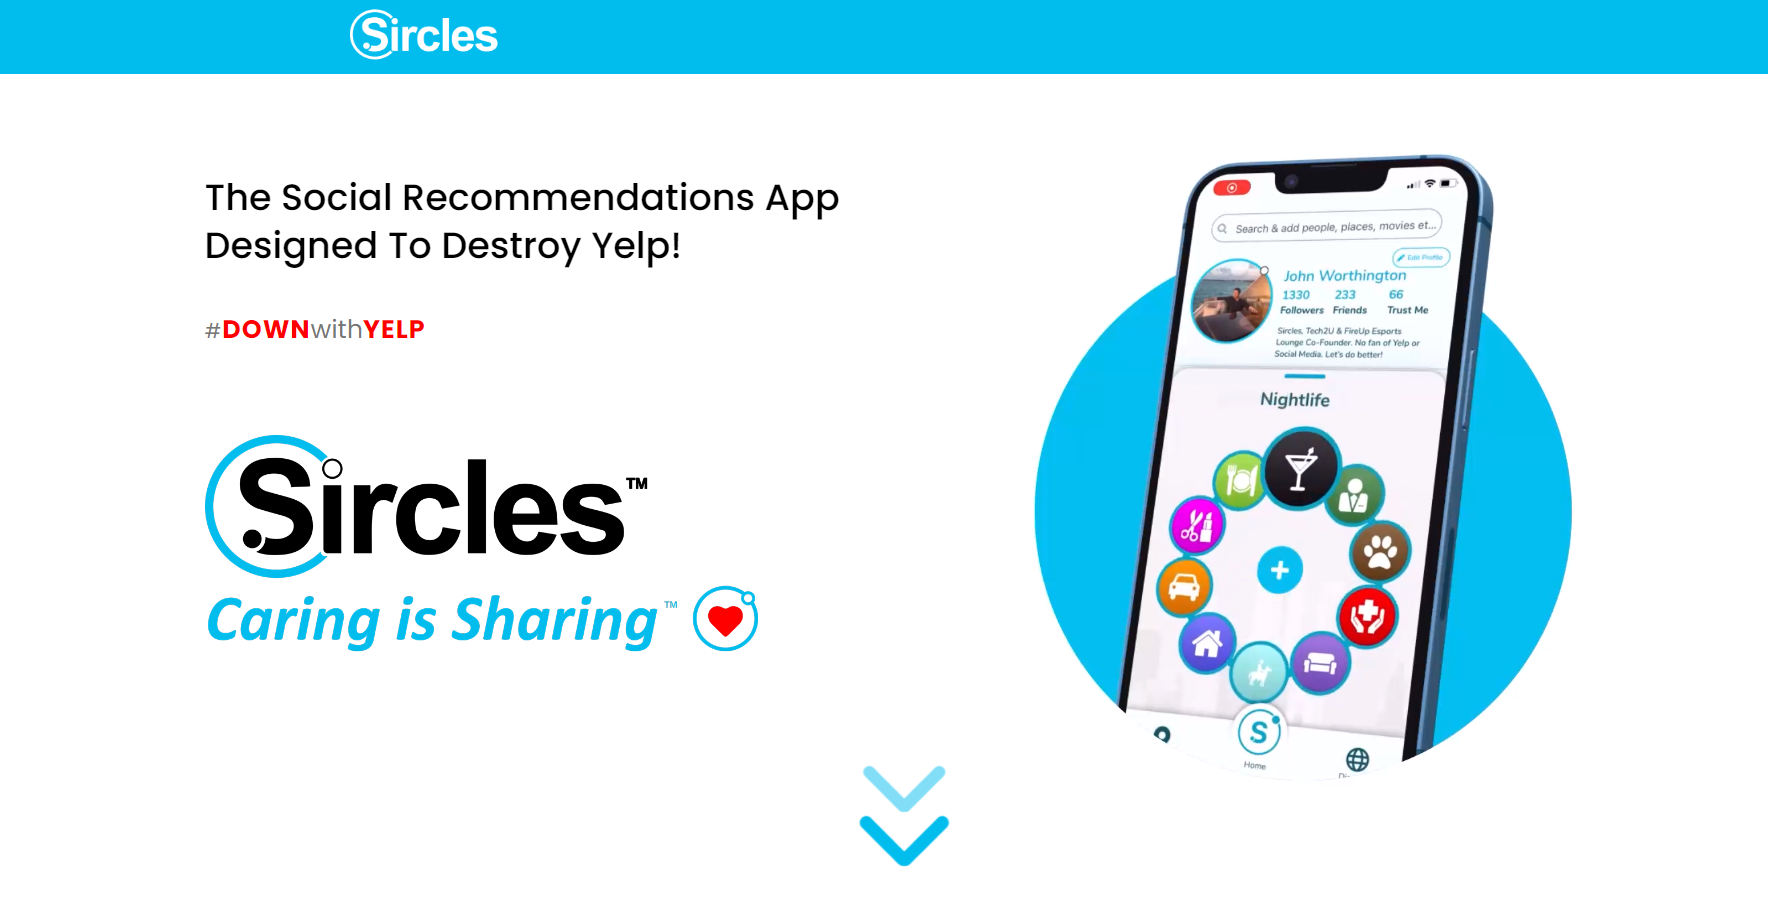 Sircles
The Social Recommendations App
Designed To Destroy Yelp!
#DOWNwithYELP
Sircles™
Caring is Sharing™
Search & add people, places, movies et...
Edit Profile
John Worthington
1330 233 66
Followers Friends Trust Me
Sircles, Tech2U & FireUp Esports
Lounge Co-Founder. No fan of Yelp or
Social Media. Let's do better!
Nightlife
S
Home